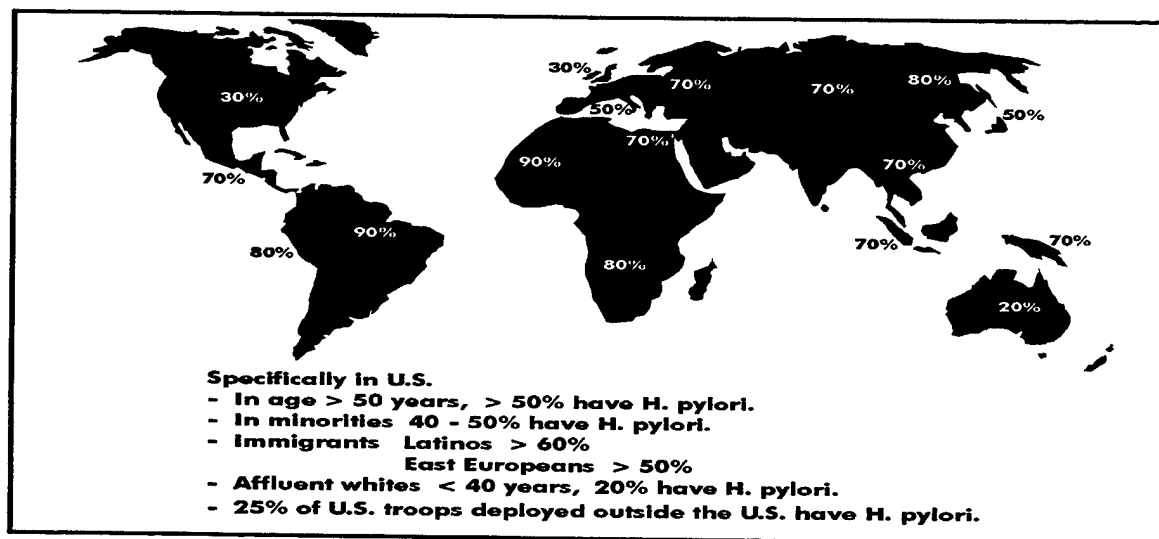 30%
70%
80%
30%
70%
50%
50%
70%
90%
70%
70%
90%
80%
80%
70%
70%
20%
Specifically in U.S.
- In age > 50 years, > 50% have H. pylori.
- In minorities 40 - 50% have H. pylori.
- Immigrants Latinos > 60%
East Europeans > 50%
- Affluent whites < 40 years, 20% have H. pylori.
- 25% of U.S. troops deployed outside the U.S. have H. pylori.